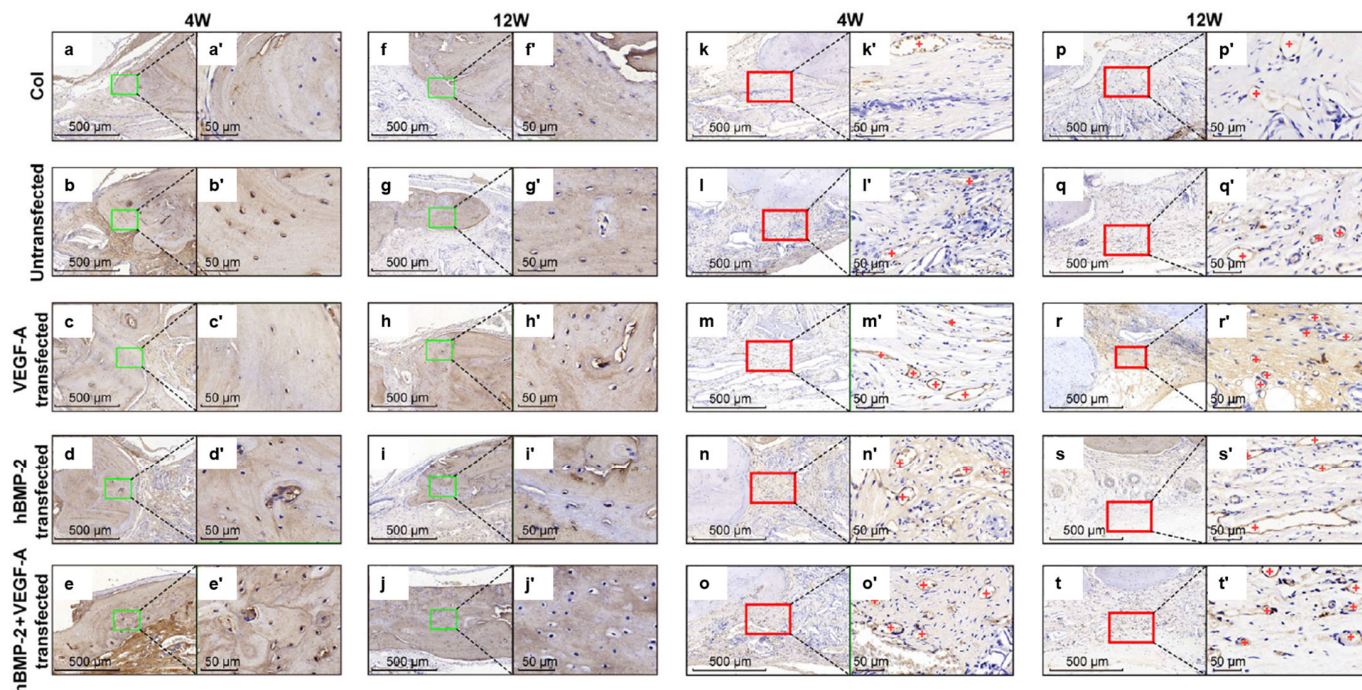 4W 12W 4W 12W
Col
a a' f f' k k' p p'
500 µm 50 µm 500 µm 50 µm 500 µm 50 µm 500 µm 50 µm
Untransfected
b b' g g' l l' q q'
500 µm 50 µm 500 µm 50 µm 500 µm 50 µm 500 µm 50 µm
VEGF-A
transfected
c c' h h' m m' r r'
500 µm 50 µm 500 µm 50 µm 500 µm 50 µm 500 µm 50 µm
hBMP-2
transfected
d d' i i' n n' s s'
500 µm 50 µm 500 µm 50 µm 500 µm 50 µm 500 µm 50 µm
hBMP-2+VEGF-A
transfected
e e' j j' o o' t t'
500 µm 50 µm 500 µm 50 µm 500 µm 50 µm 500 µm 50 µm